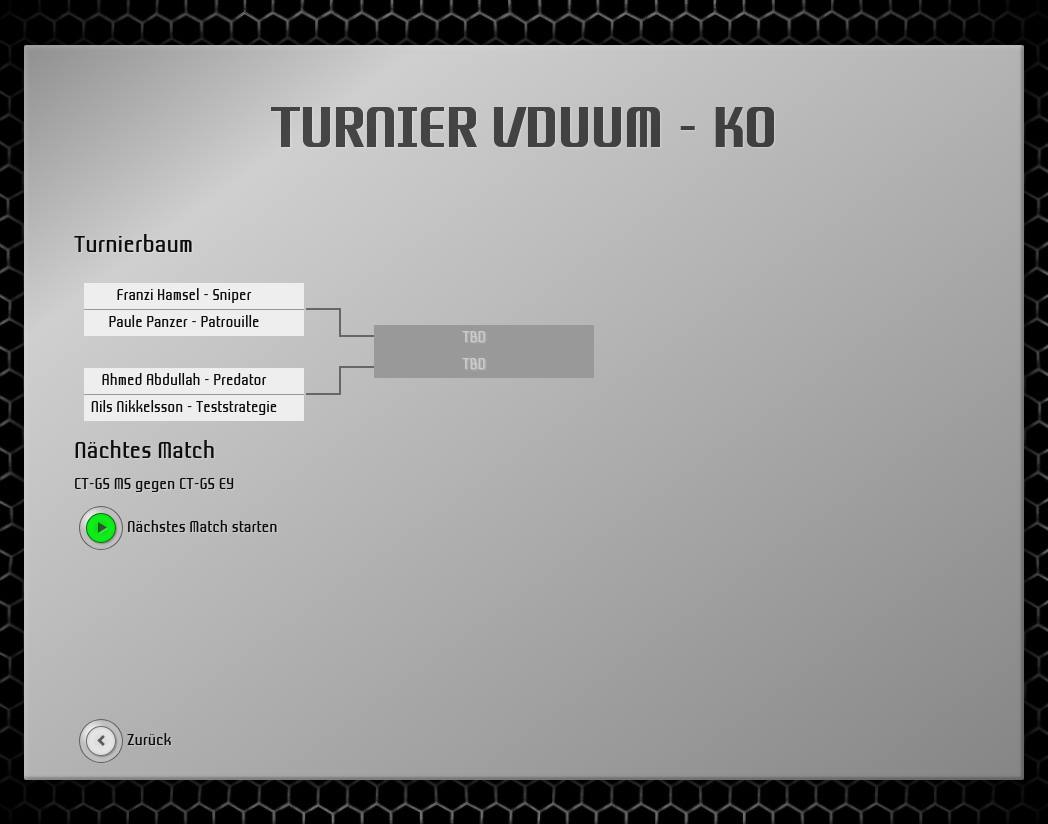 TURNIER VDUUM - KO
Turnierbaum
Franzi Hamsel - Sniper
Paule Panzer - Patrouille
TBD
TBD
Ahmed Abdullah - Predator
Nils Nikkelsson - Teststrategie
Nächtes Match
CT-GS MS gegen CT-GS EY
Nächstes Match starten
Zurück